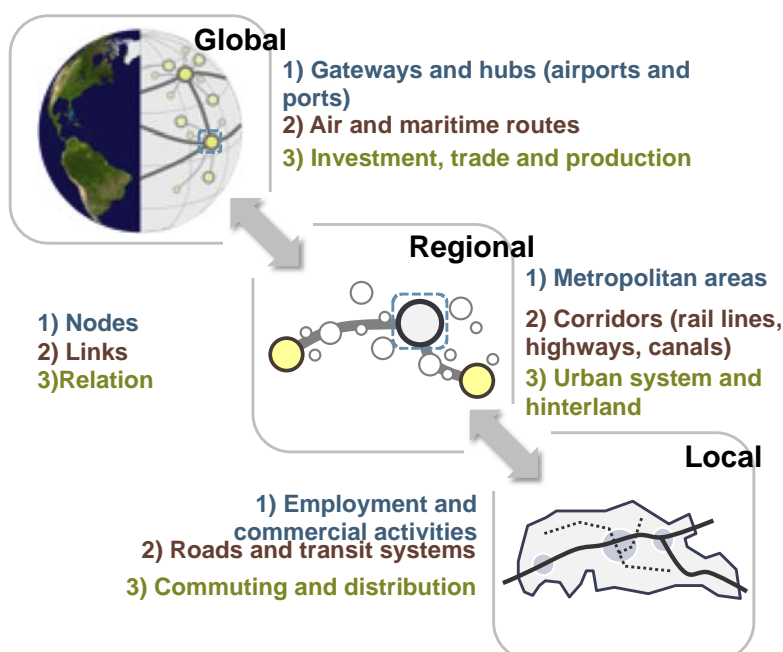 Global
1) Gateways and hubs (airports and
ports)
2) Air and maritime routes
3) Investment, trade and production
Regional
1) Metropolitan areas
2) Corridors (rail lines,
highways, canals)
3) Urban system and
hinterland
1) Nodes
2) Links
3)Relation
Local
1) Employment and
commercial activities
2) Roads and transit systems
3) Commuting and distribution